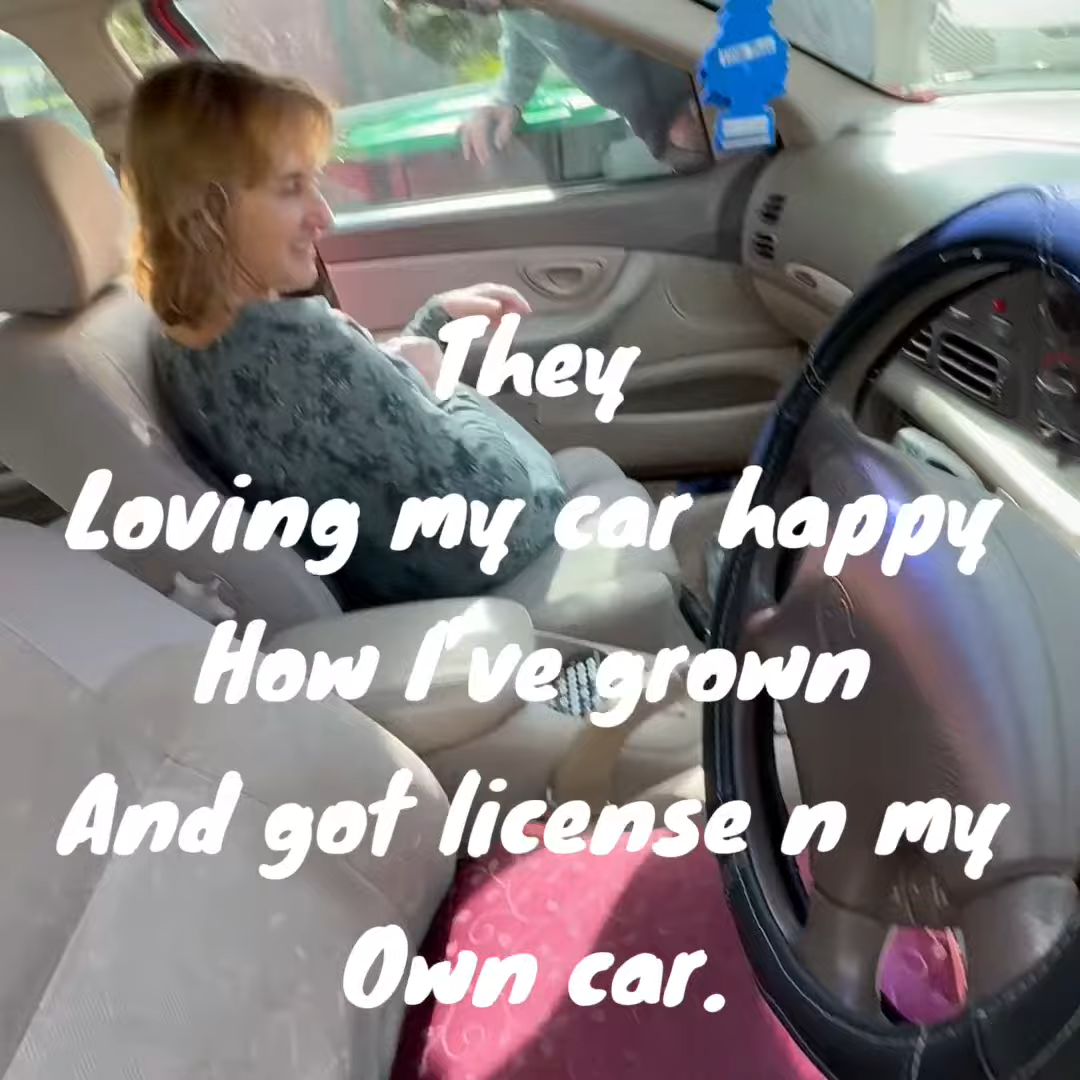 They
Loving my car happy
How I've grown
And got license n my
Own car.